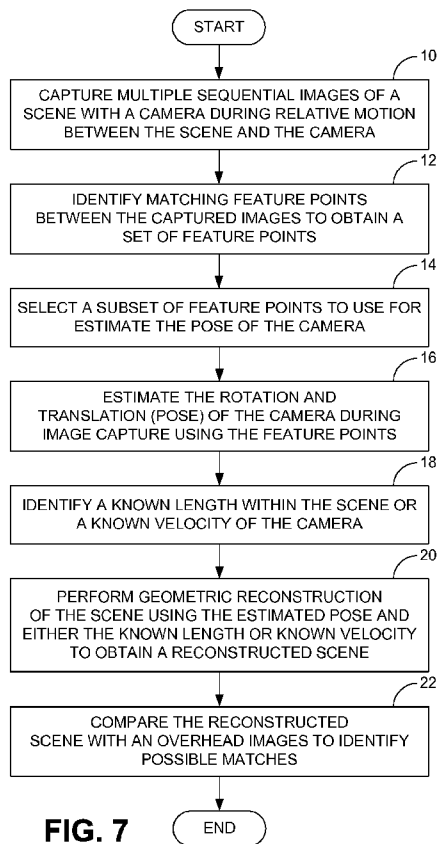 START
10
CAPTURE MULTIPLE SEQUENTIAL IMAGES OF A
SCENE WITH A CAMERA DURING RELATIVE MOTION
BETWEEN THE SCENE AND THE CAMERA
12
IDENTIFY MATCHING FEATURE POINTS
BETWEEN THE CAPTURED IMAGES TO OBTAIN A
SET OF FEATURE POINTS
14
SELECT A SUBSET OF FEATURE POINTS TO USE FOR
ESTIMATE THE POSE OF THE CAMERA
16
ESTIMATE THE ROTATION AND
TRANSLATION (POSE) OF THE CAMERA DURING
IMAGE CAPTURE USING THE FEATURE POINTS
18
IDENTIFY A KNOWN LENGTH WITHIN THE SCENE OR
A KNOWN VELOCITY OF THE CAMERA
20
PERFORM GEOMETRIC RECONSTRUCTION
OF THE SCENE USING THE ESTIMATED POSE AND
EITHER THE KNOWN LENGTH OR KNOWN VELOCITY
TO OBTAIN A RECONSTRUCTED SCENE
22
COMPARE THE RECONSTRUCTED
SCENE WITH AN OVERHEAD IMAGES TO IDENTIFY
POSSIBLE MATCHES
FIG. 7
END